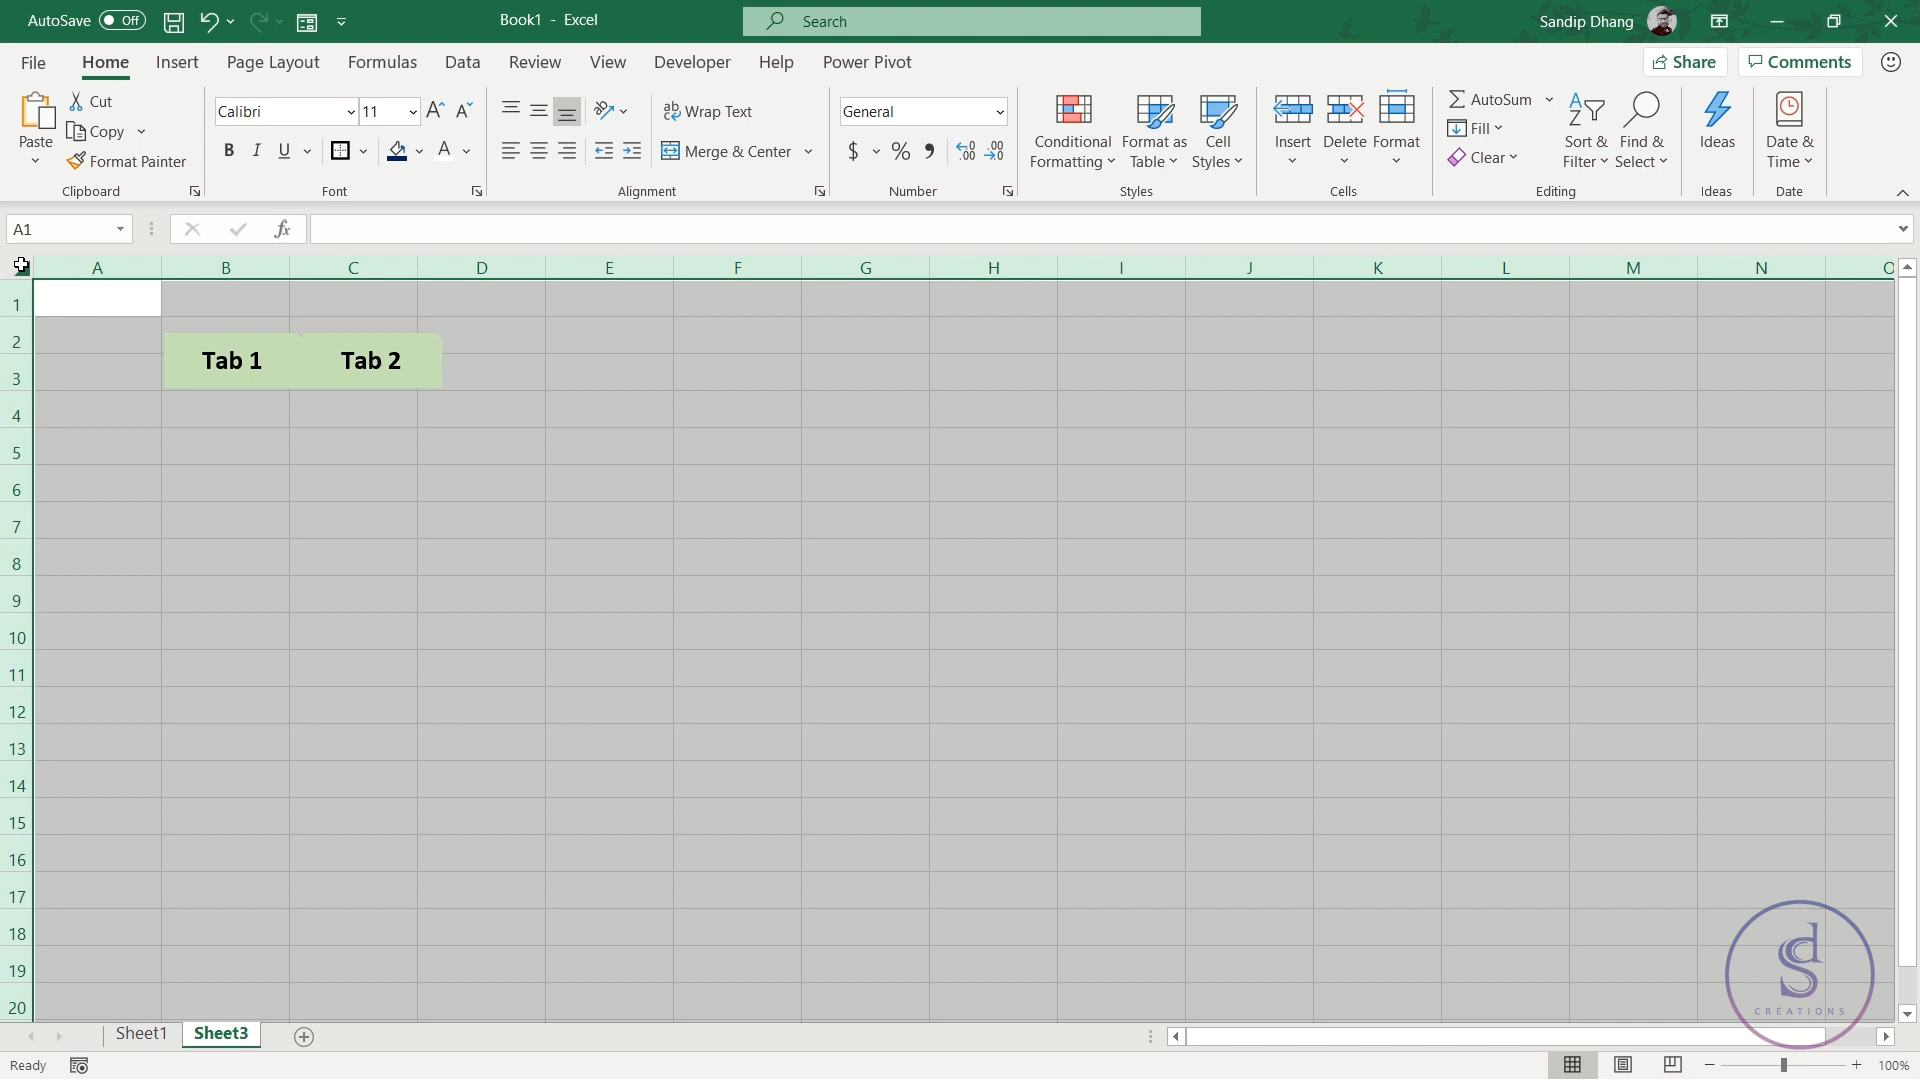 AutoSave Off
Book1 - Excel
Search
Sandip Dhang
File Home Insert Page Layout Formulas Data Review View Developer Help Power Pivot
Share Comments
Paste
Cut
Copy
Format Painter
Clipboard
Calibri 11
B I U A
Font
Wrap Text
Merge & Center
Alignment
General
$ % 9 .00
Number
Conditional
Formatting
Format as
Table
Cell
Styles
Styles
Insert
Delete
Format
Cells
AutoSum
Fill
Clear
Sort &
Filter
Find &
Select
Editing
Ideas
Ideas
Date &
Time
Date
A1
fx
A B C D E F G H I J K L M N O
1
2
Tab 1 Tab 2
3
4
5
6
7
8
9
10
11
12
13
14
15
16
17
18
19
20
CREATIONS
Sheet1 Sheet3
Ready
100%